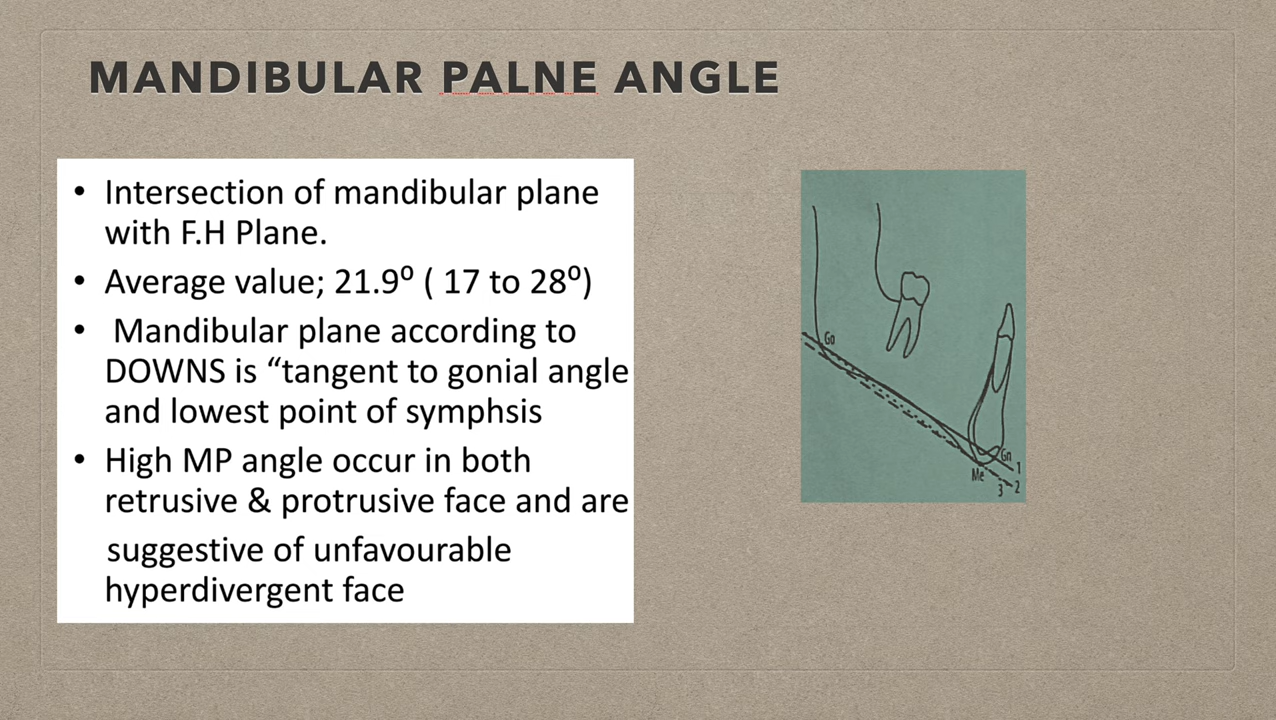 MANDIBULAR PALNE ANGLE
• Intersection of mandibular plane
with F.H Plane.
• Average value; 21.9⁰ ( 17 to 28⁰)
• Mandibular plane according to
DOWNS is “tangent to gonial angle
and lowest point of symphsis
• High MP angle occur in both
retrusive & protrusive face and are
suggestive of unfavourable
hyperdivergent face
Go
Gn
1
Me
3 2